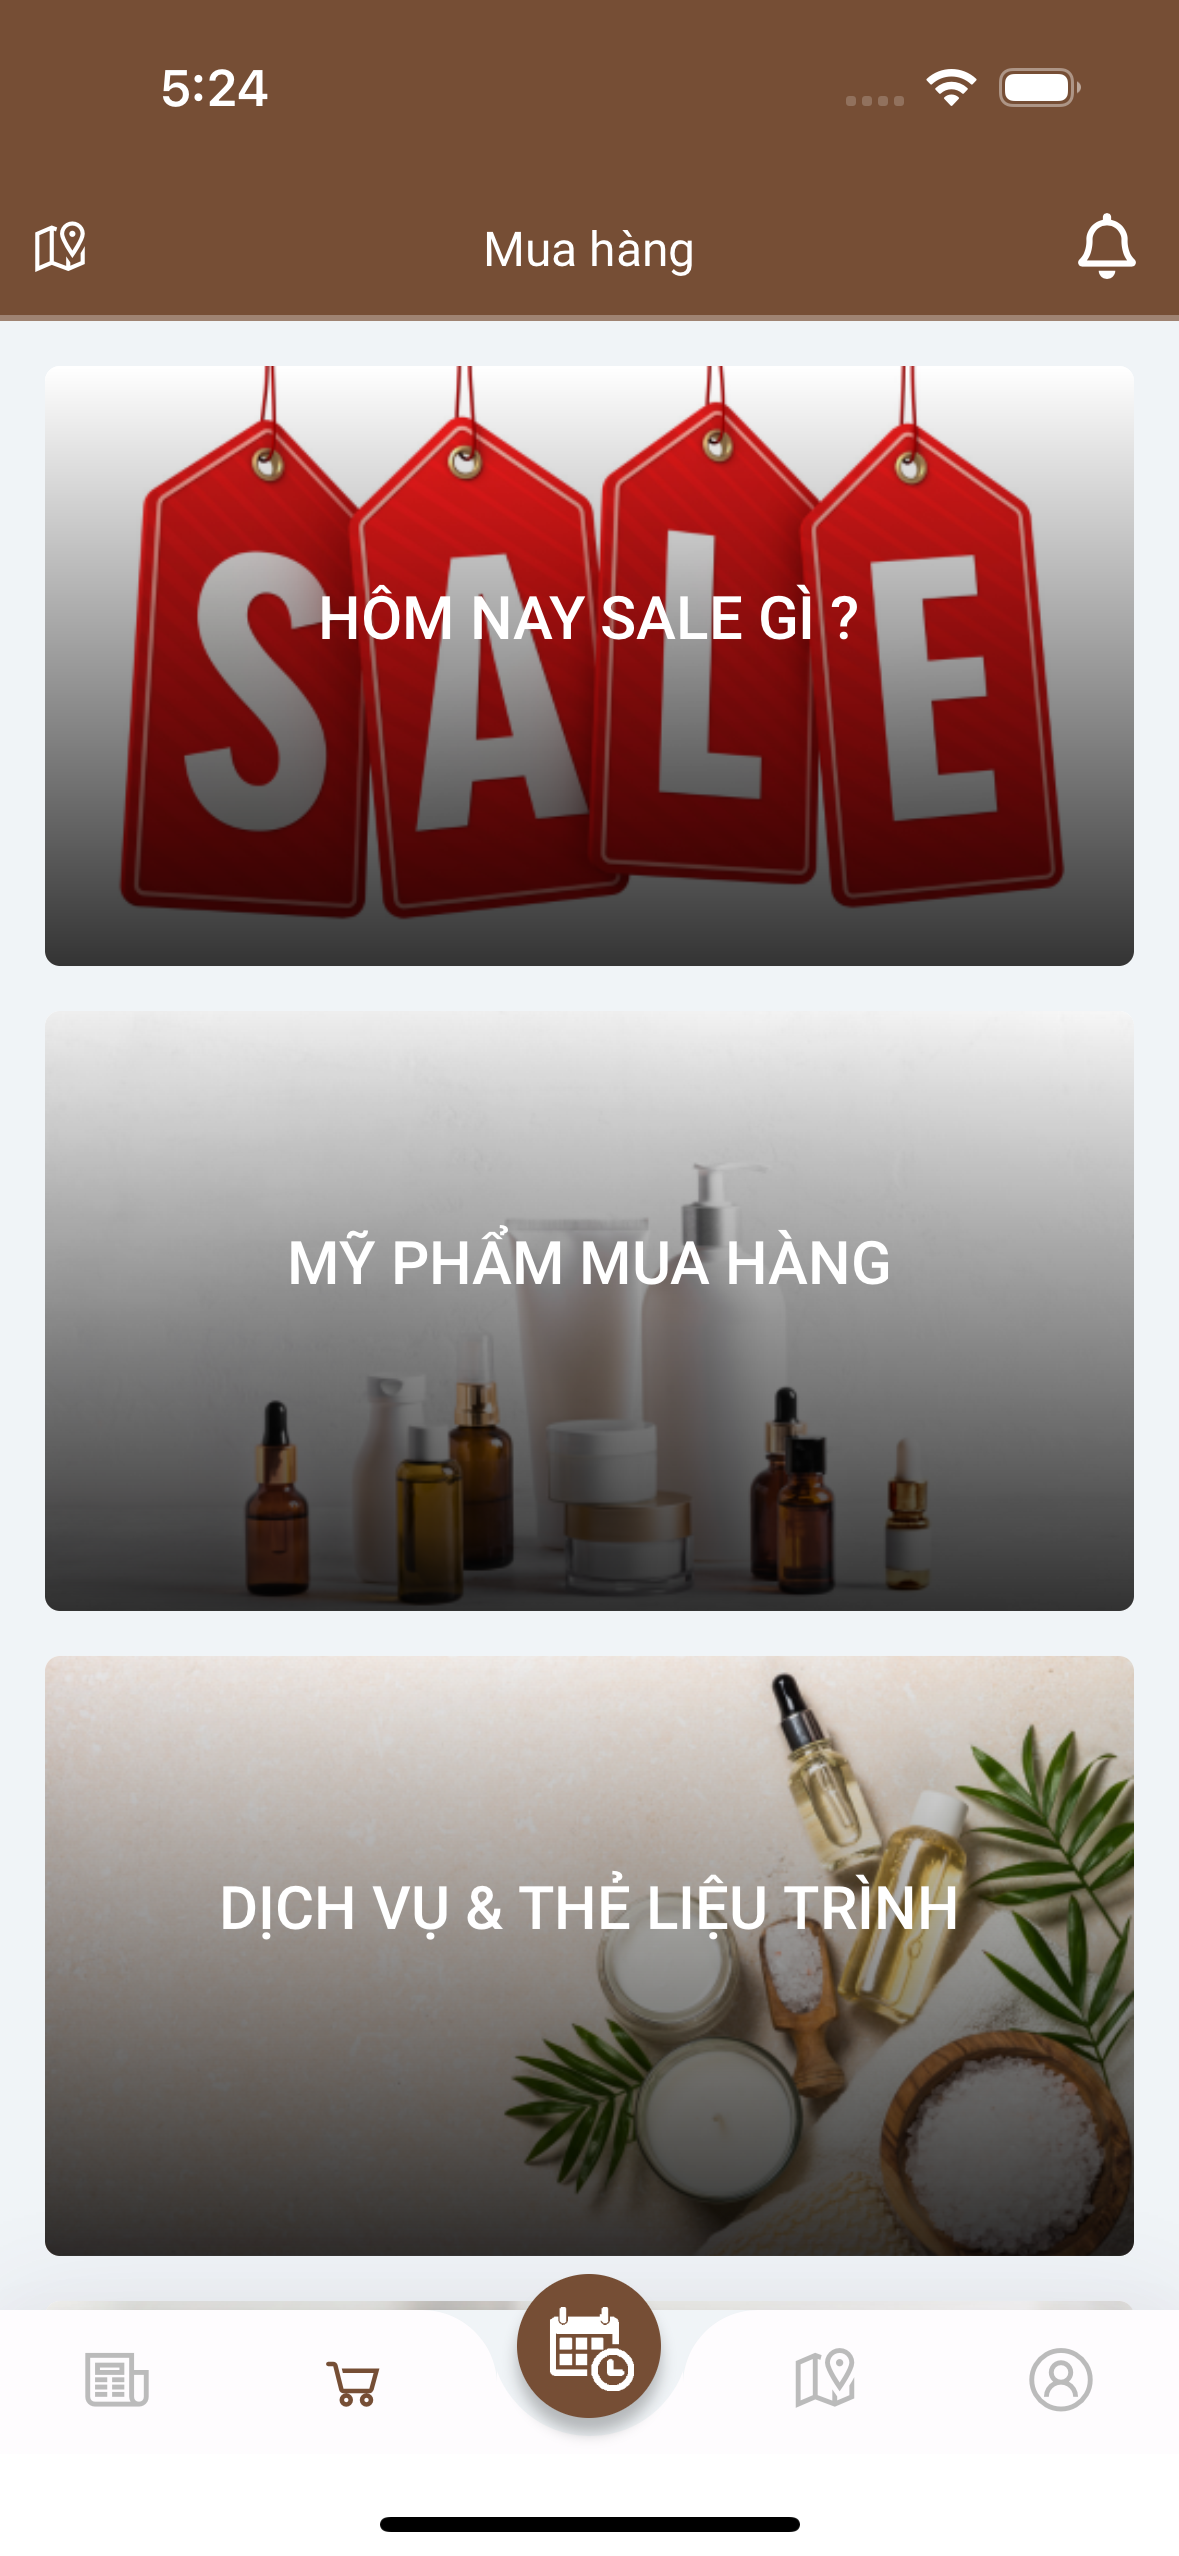 5:24
Mua hàng
SALE
HÔM NAY SALE GÌ ?
MỸ PHẨM MUA HÀNG
DỊCH VỤ & THẺ LIỆU TRÌNH